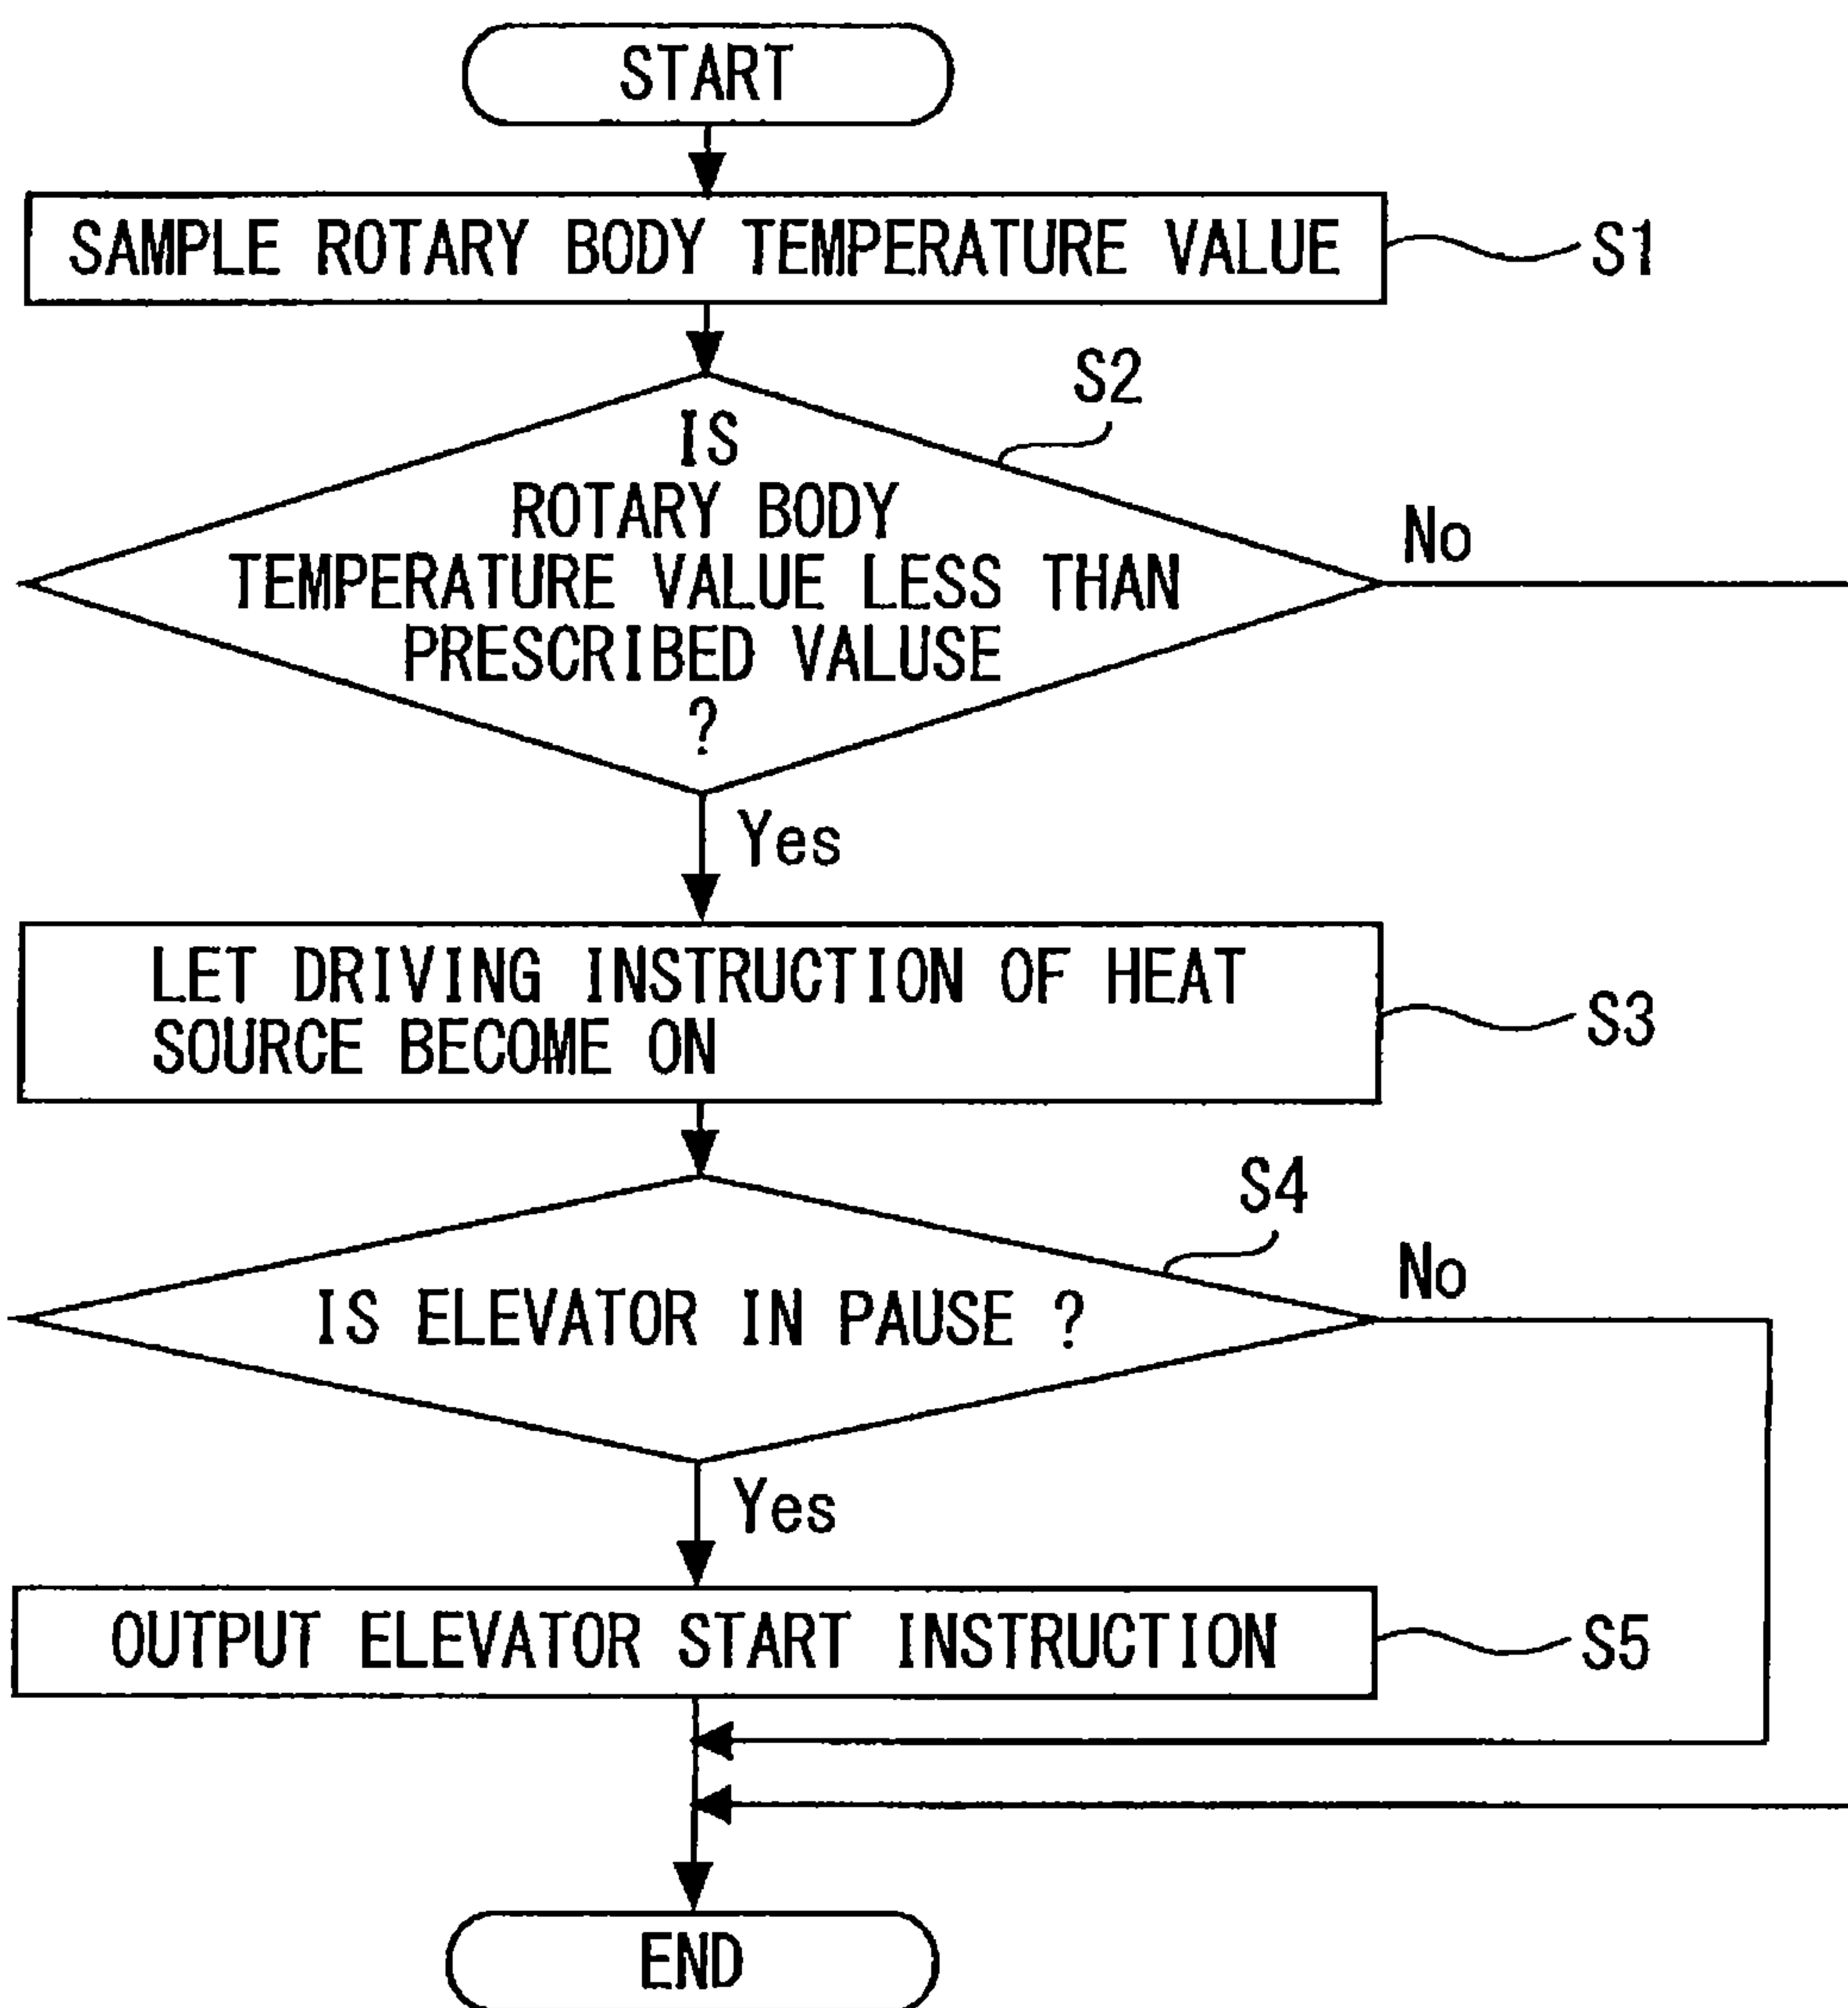 START
SAMPLE ROTARY BODY TEMPERATURE VALUE
S1
S2
IS
ROTARY BODY
TEMPERATURE VALUE LESS THAN
PRESCRIBED VALUSE
?
No
Yes
LET DRIVING INSTRUCTION OF HEAT
SOURCE BECOME ON
S3
S4
IS ELEVATOR IN PAUSE ?
No
Yes
OUTPUT ELEVATOR START INSTRUCTION
S5
END